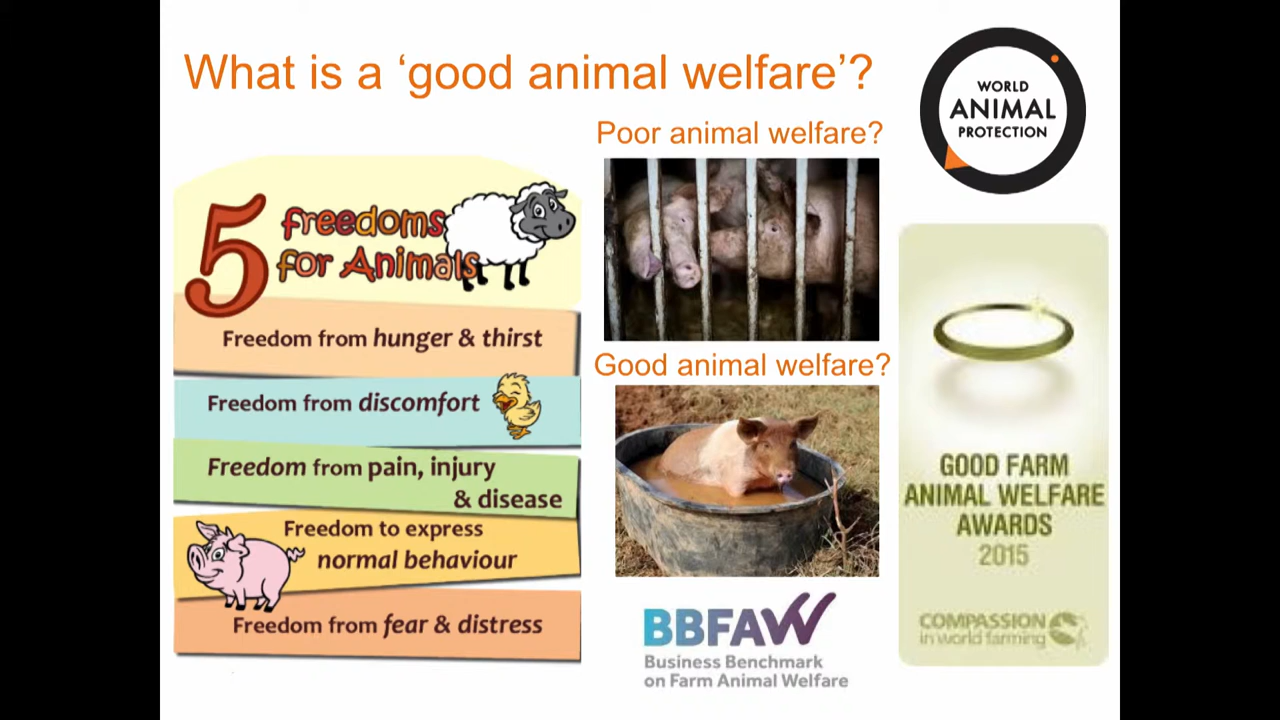 What is a ‘good animal welfare’?
WORLD
ANIMAL
PROTECTION
Poor animal welfare?
5 freedoms
for Animals
Freedom from hunger & thirst
Freedom from discomfort
Freedom from pain, injury
& disease
Freedom to express
normal behaviour
Freedom from fear & distress
Good animal welfare?
BBFAW
Business Benchmark
on Farm Animal Welfare
GOOD FARM
ANIMAL WELFARE
AWARDS
2015
COMPASSION
in world farming